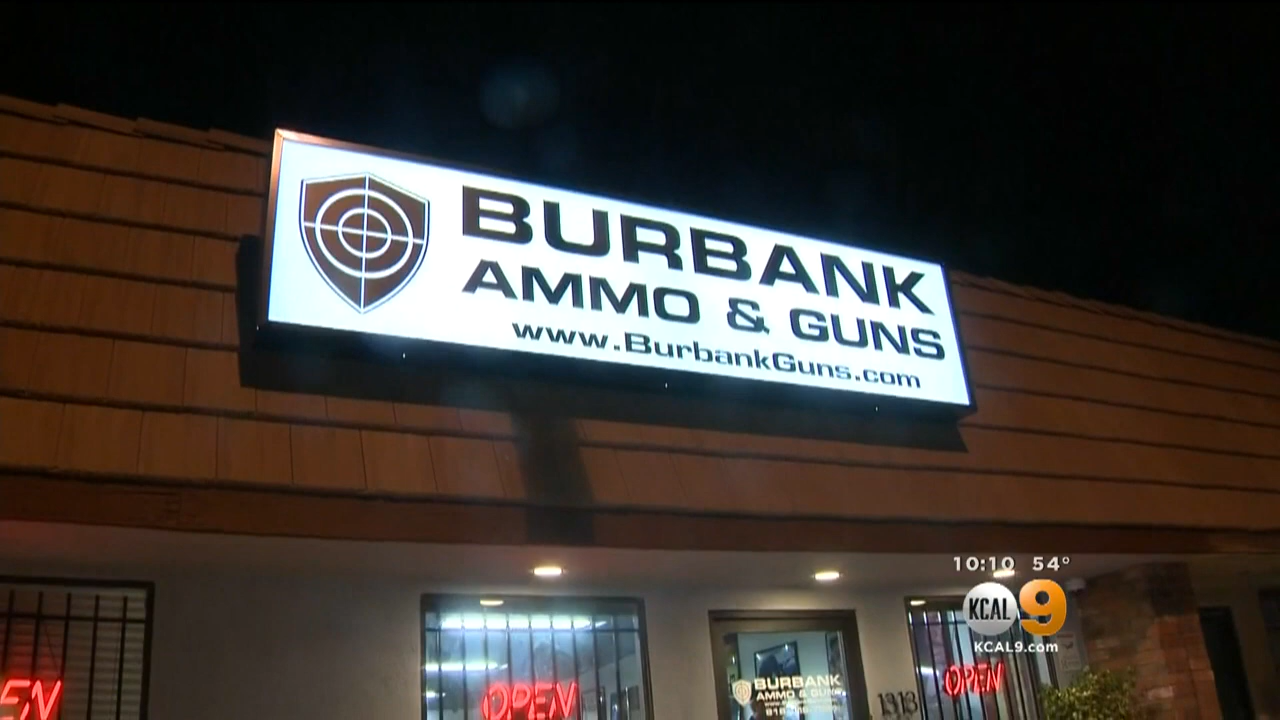 BURBANK
AMMO & GUNS
www.BurbankGuns.com
10:10 54°
KCAL 9
KCAL9.com
OPEN
BURBANK
AMMO & GUNS
1313
OPEN